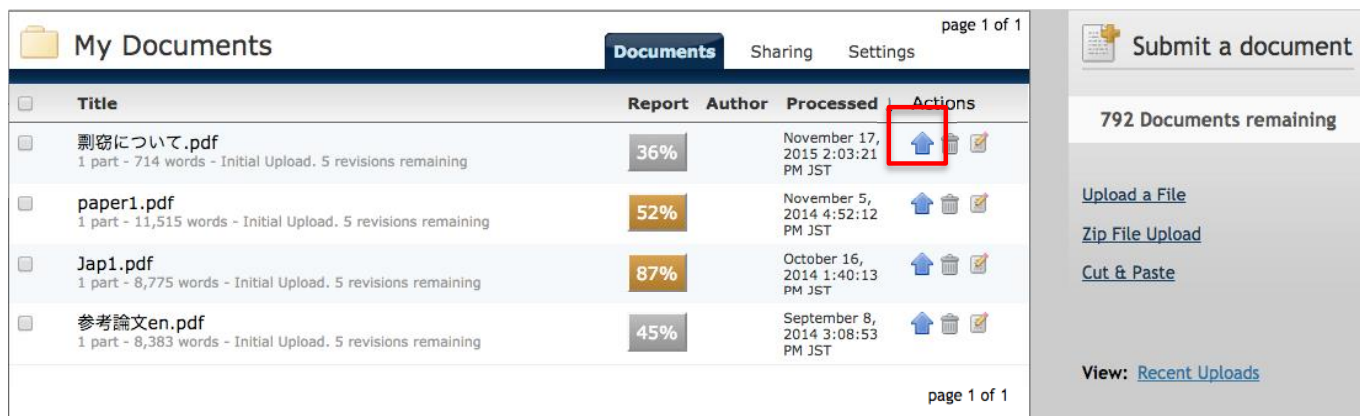 page 1 of 1
My Documents
Documents Sharing Settings
Title Report Author Processed ↓ Actions
剽窃について.pdf
1 part - 714 words - Initial Upload. 5 revisions remaining
36%
November 17,
2015 2:03:21
PM JST
paper1.pdf
1 part - 11,515 words - Initial Upload. 5 revisions remaining
52%
November 5,
2014 4:52:12
PM JST
Jap1.pdf
1 part - 8,775 words - Initial Upload. 5 revisions remaining
87%
October 16,
2014 1:40:13
PM JST
参考論文en.pdf
1 part - 8,383 words - Initial Upload. 5 revisions remaining
45%
September 8,
2014 3:08:53
PM JST
page 1 of 1
Submit a document
792 Documents remaining
Upload a File
Zip File Upload
Cut & Paste
View: Recent Uploads